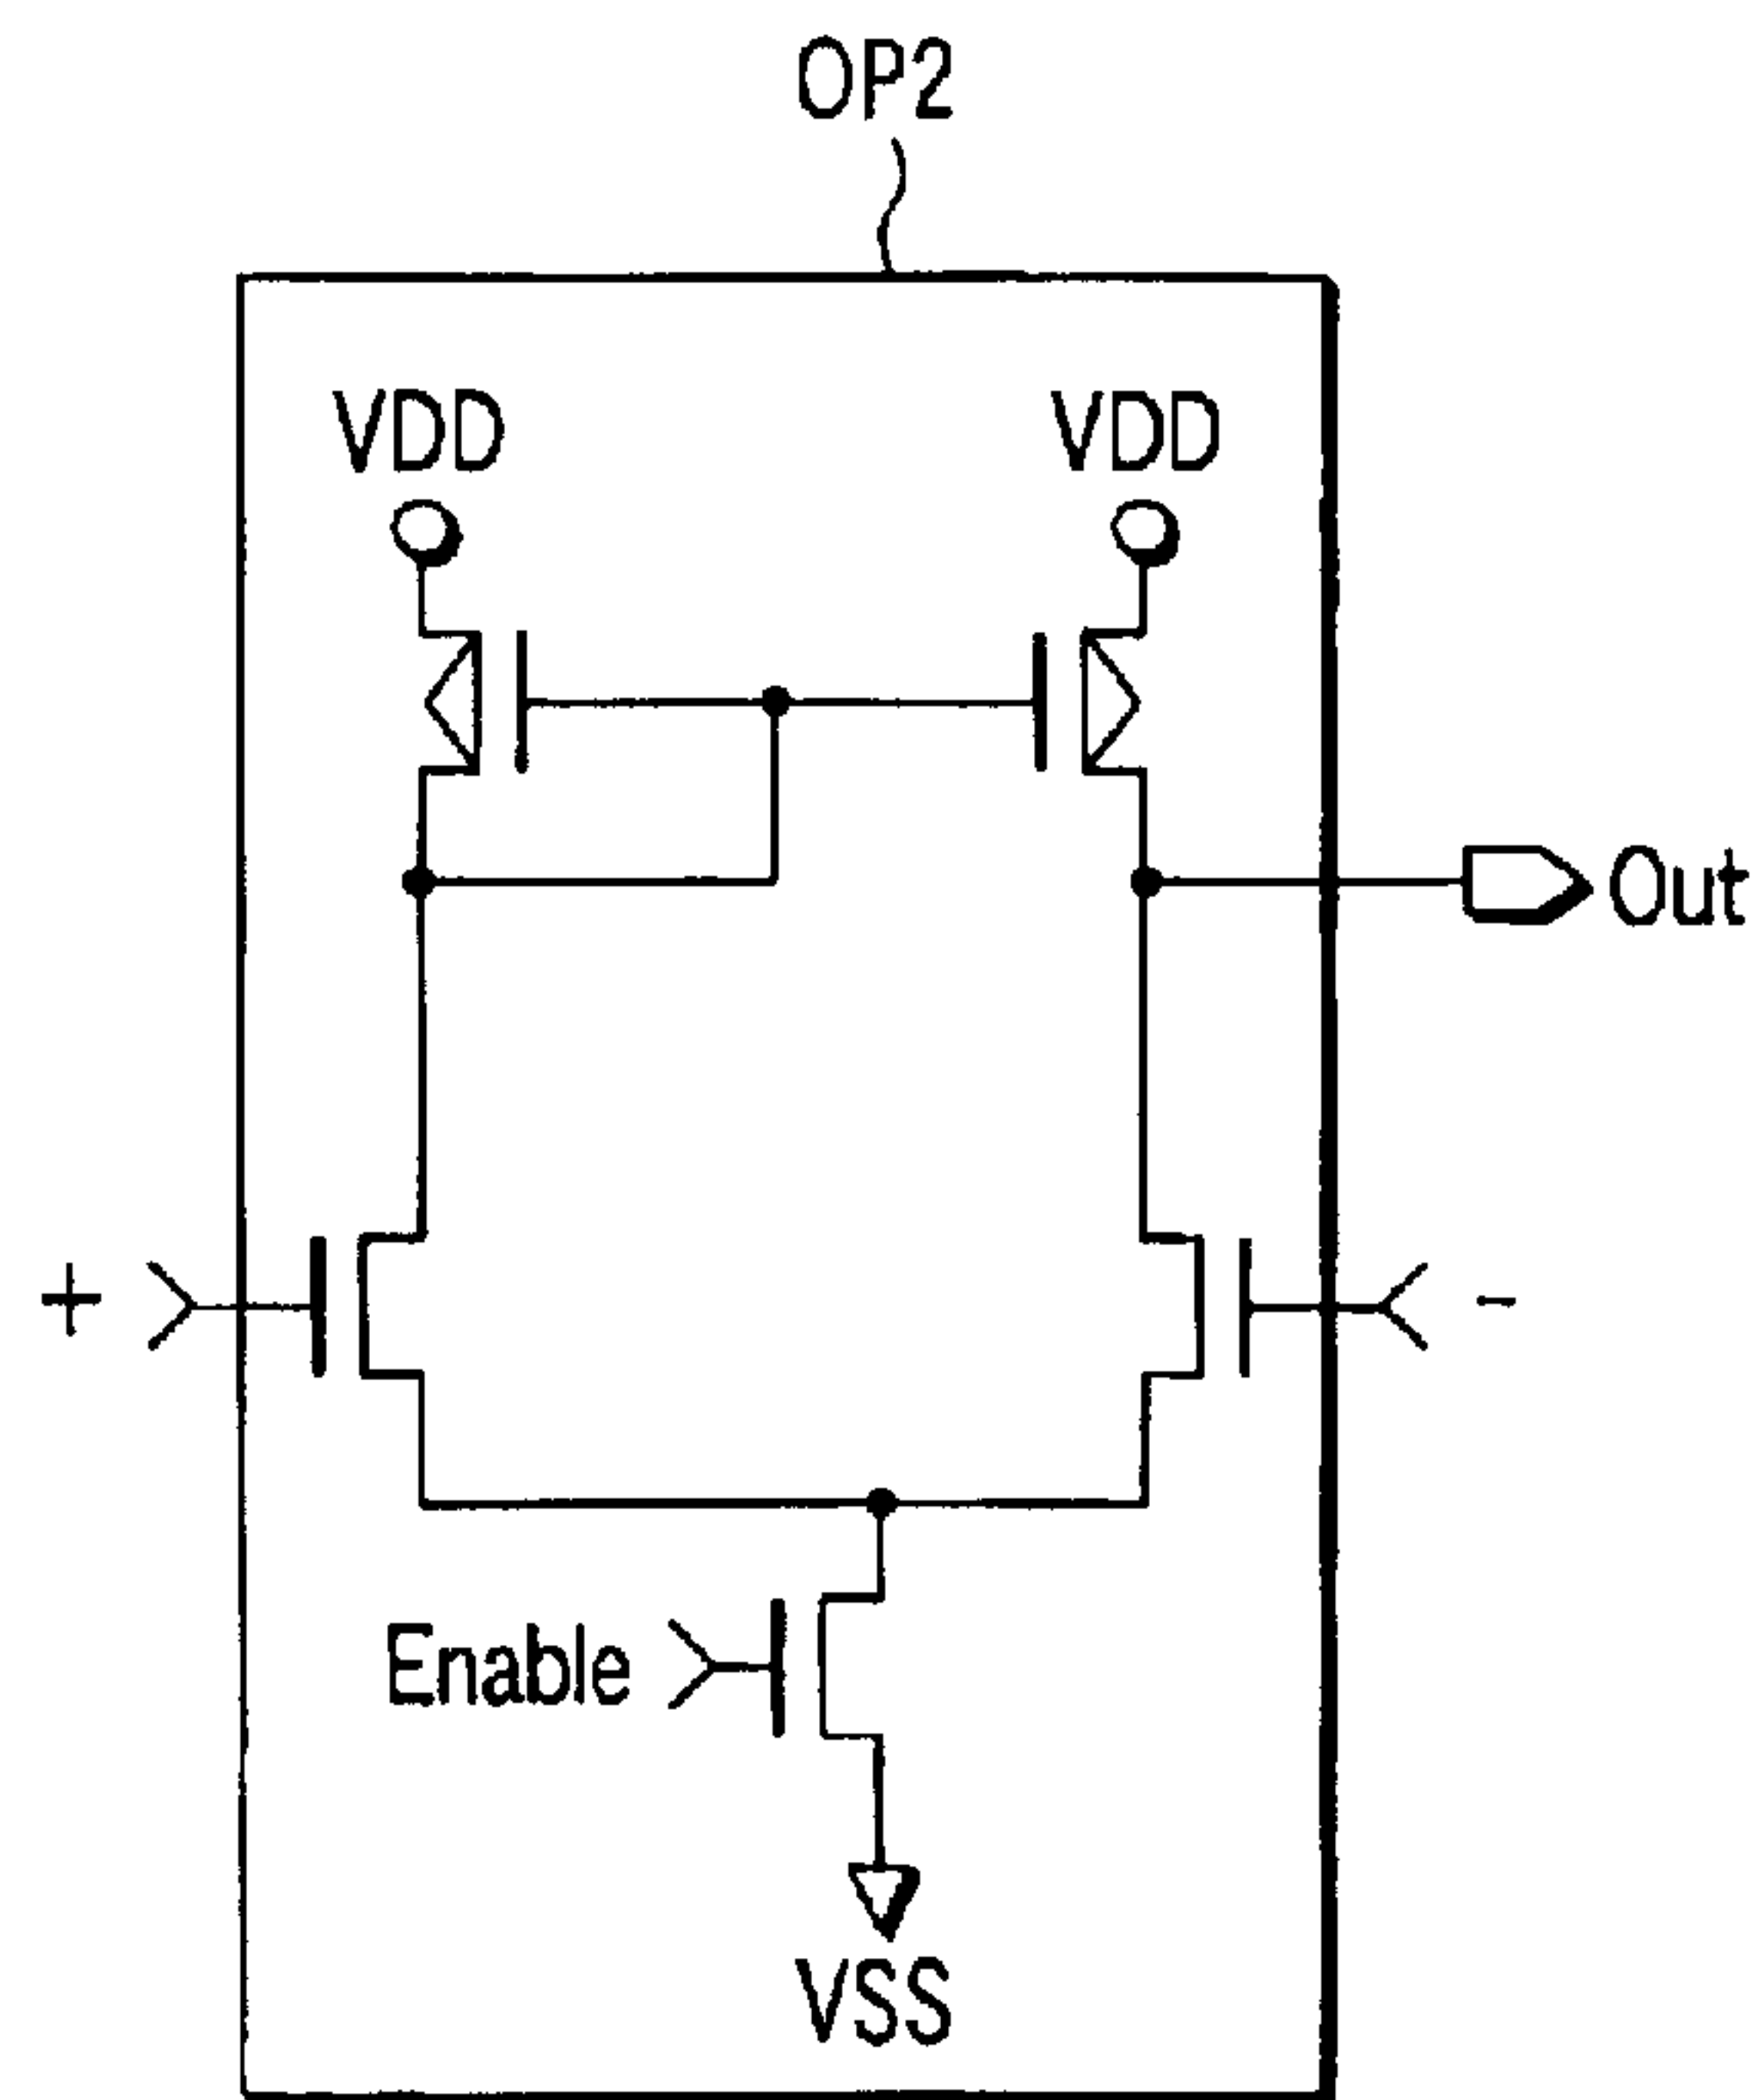 OP2
VDD VDD
Out
+ -
Enable
VSS